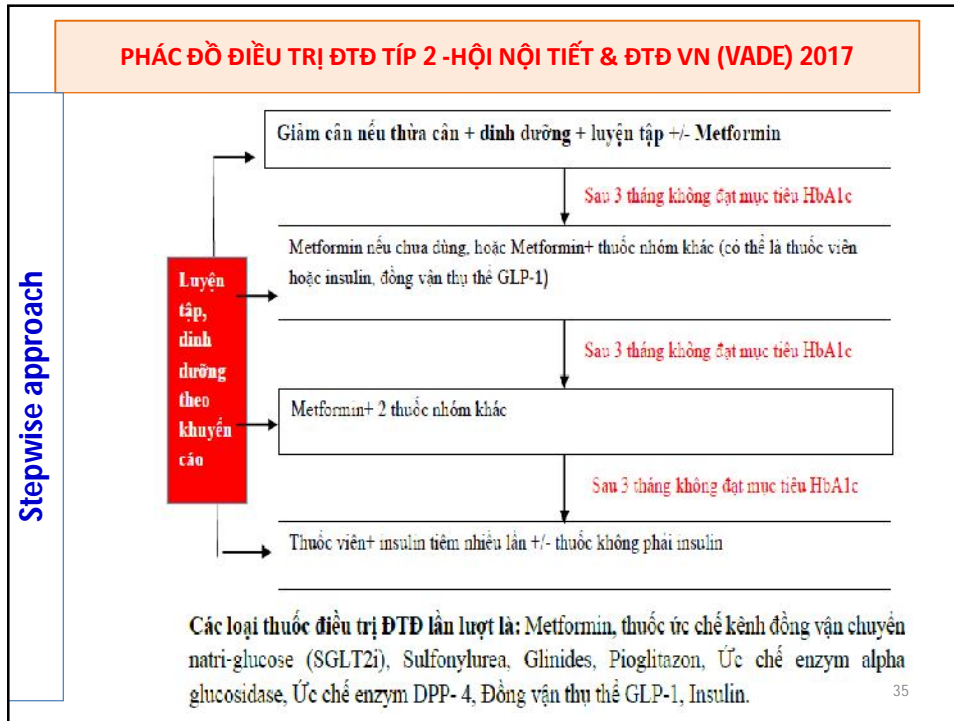 PHÁC ĐỒ ĐIỀU TRỊ ĐTĐ TÍP 2 -HỘI NỘI TIẾT & ĐTĐ VN (VADE) 2017
Stepwise approach
Giảm cân nếu thừa cân + dinh dưỡng + luyện tập +/- Metformin
Sau 3 tháng không đạt mục tiêu HbA1c
Metformin nếu chưa dùng, hoặc Metformin+ thuốc nhóm khác (có thể là thuốc viên
hoặc insulin, đồng vận thụ thể GLP-1)
Luyện
tập,
dinh
dưỡng
theo
khuyến
cáo
Sau 3 tháng không đạt mục tiêu HbA1c
Metformin+ 2 thuốc nhóm khác
Sau 3 tháng không đạt mục tiêu HbA1c
Thuốc viên+ insulin tiêm nhiều lần +/- thuốc không phải insulin
Các loại thuốc điều trị ĐTĐ lần lượt là: Metformin, thuốc ức chế kênh đồng vận chuyển
natri-glucose (SGLT2i), Sulfonylurea, Glinides, Pioglitazon, Ức chế enzym alpha
glucosidase, Ức chế enzym DPP- 4, Đồng vận thụ thể GLP-1, Insulin.
35